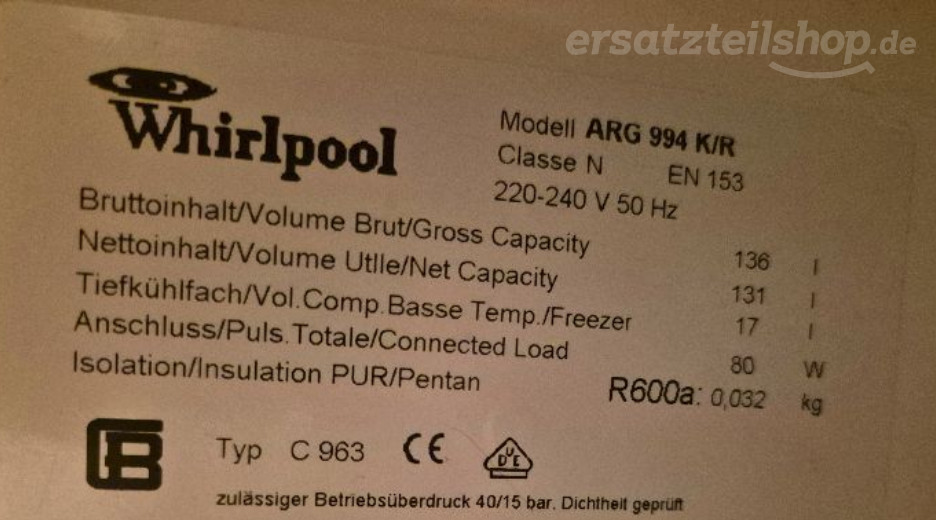 ersatzteilshop.de
Whirlpool
Modell ARG 994 K/R
Classe N EN 153
220-240 V 50 Hz
Bruttoinhalt/Volume Brut/Gross Capacity 136 l
Nettoinhalt/Volume Utlle/Net Capacity 131 l
Tiefkühlfach/Vol.Comp.Basse Temp./Freezer 17 l
Anschluss/Puls.Totale/Connected Load 80 W
Isolation/Insulation PUR/Pentan R600a: 0,032 kg
Typ C 963 CE DUE
zulässiger Betriebsüberdruck 40/15 bar. Dichtheit geprüft